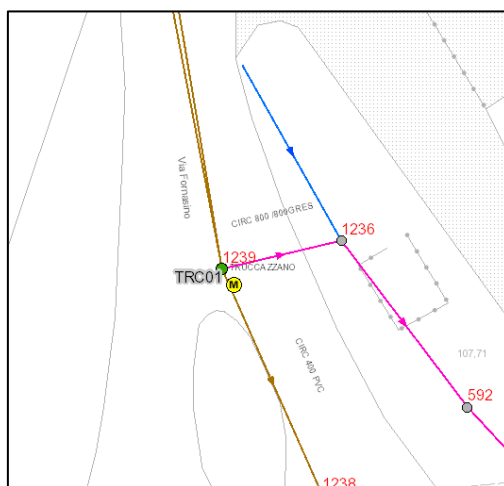 Via Fornasino
CIRC 800 /800GRES
1236
1239
TRUCCAZZANO
TRC01
M
CIRC 400 PVC
107,71
592
1238